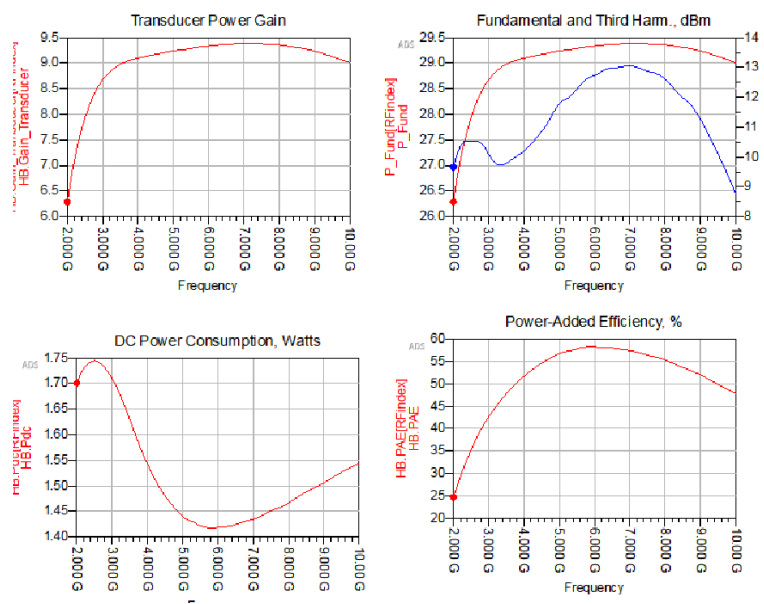 Transducer Power Gain
HB.Gain_Transducer
9.5
9.0
8.5
8.0
7.5
7.0
6.5
6.0
2.000 G
3.000 G
4.000 G
5.000 G
6.000 G
7.000 G
8.000 G
9.000 G
10.00 G
Frequency
Fundamental and Third Harm., dBm
ADS
P_Fund[RFindex]
P_Fund
29.5
29.0
28.5
28.0
27.5
27.0
26.5
26.0
14
13
12
11
10
9
8
2.000 G
3.000 G
4.000 G
5.000 G
6.000 G
7.000 G
8.000 G
9.000 G
10.00 G
Frequency
DC Power Consumption, Watts
ADS
HB.Pdc[RFindex]
HB.Pdc
1.75
1.70
1.65
1.60
1.55
1.50
1.45
1.40
2.000 G
3.000 G
4.000 G
5.000 G
6.000 G
7.000 G
8.000 G
9.000 G
10.00 G
Power-Added Efficiency, %
ADS
HB.PAE[RFindex]
HB.PAE
60
55
50
45
40
35
30
25
20
2.000 G
3.000 G
4.000 G
5.000 G
6.000 G
7.000 G
8.000 G
9.000 G
10.00 G
Frequency